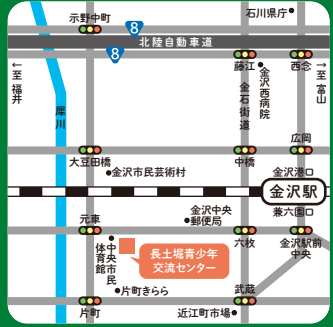 石川県庁
示野中町
8
北陸自動車道
8
←至 福井
藤江
金沢西病院
西念
→至 富山
犀川
金石街道
広岡
大豆田橋
中橋
金沢市民芸術村
金沢港口
金沢駅
兼六園口
金沢中央
郵便局
元車
中央市民
体育館
六枚
金沢駅前
中央
長土堀青少年
交流センター
片町きらら
武蔵
片町
近江町市場